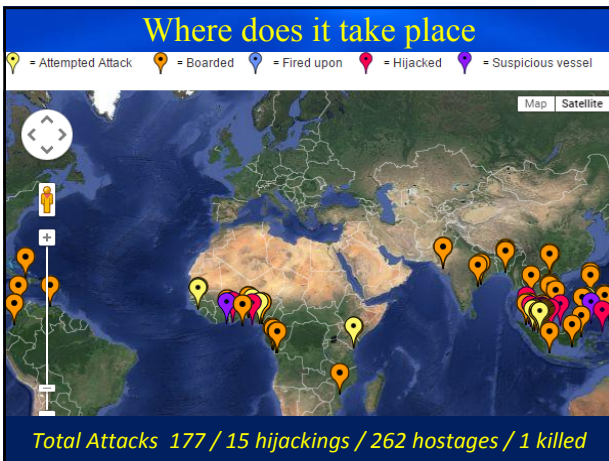 Where does it take place
= Attempted Attack = Boarded = Fired upon = Hijacked = Suspicious vessel
Map Satellite
Total Attacks 177 / 15 hijackings / 262 hostages / 1 killed